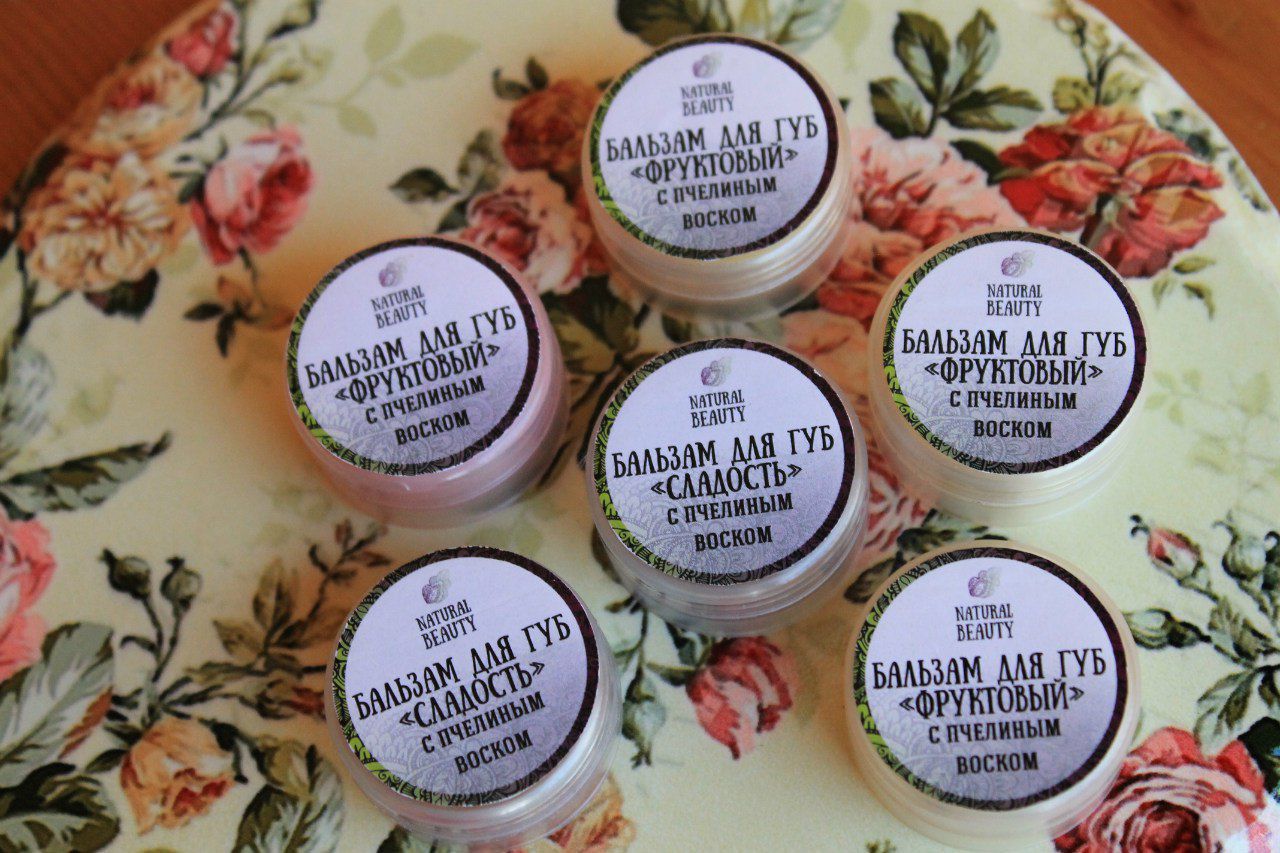 NATURAL
BEAUTY
БАЛЬЗАМ ДЛЯ ГУБ
«ФРУКТОВЫЙ»
С ПЧЕЛИНЫМ
ВОСКОМ
NATURAL
BEAUTY
БАЛЬЗАМ ДЛЯ ГУБ
«ФРУКТОВЫЙ»
С ПЧЕЛИНЫМ
ВОСКОМ
NATURAL
BEAUTY
БАЛЬЗАМ ДЛЯ ГУБ
«ФРУКТОВЫЙ»
С ПЧЕЛИНЫМ
ВОСКОМ
NATURAL
BEAUTY
БАЛЬЗАМ ДЛЯ ГУБ
«СЛАДОСТЬ»
С ПЧЕЛИНЫМ
ВОСКОМ
NATURAL
BEAUTY
БАЛЬЗАМ ДЛЯ ГУБ
«СЛАДОСТЬ»
С ПЧЕЛИНЫМ
ВОСКОМ
NATURAL
BEAUTY
БАЛЬЗАМ ДЛЯ ГУБ
«ФРУКТОВЫЙ»
С ПЧЕЛИНЫМ
ВОСКОМ